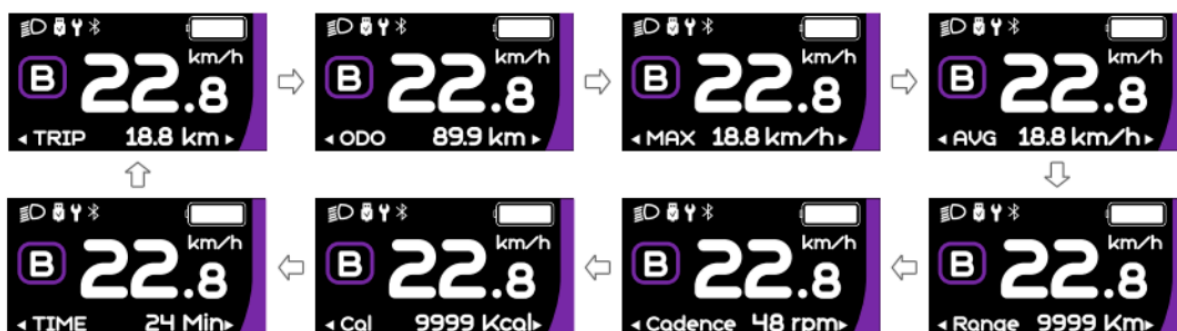 km/h
B 22.8
TRIP 18.8 km
km/h
B 22.8
ODO 89.9 km
km/h
B 22.8
MAX 18.8 km/h
km/h
B 22.8
AVG 18.8 km/h
km/h
B 22.8
TIME 24 Min
km/h
B 22.8
Cal 9999 Kcal
km/h
B 22.8
Cadence 48 rpm
km/h
B 22.8
Range 9999 Km